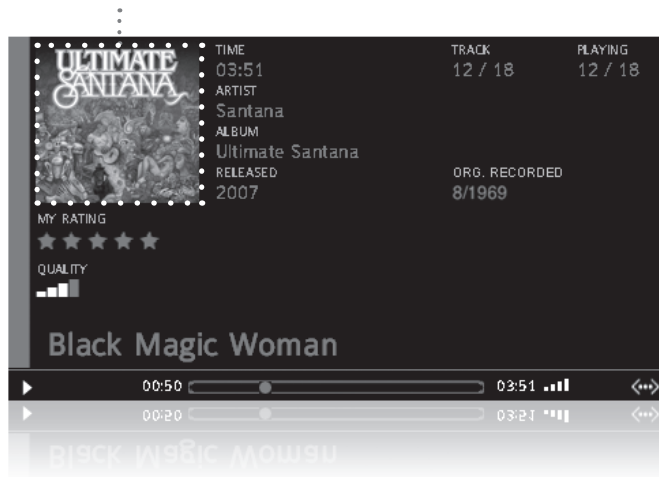 ULTIMATE
SANTANA
TIME
03:51
TRACK
12 / 18
PLAYING
12 / 18
ARTIST
Santana
ALBUM
Ultimate Santana
RELEASED
2007
ORG. RECORDED
8/1969
MY RATING
QUALITY
Black Magic Woman
00:50
03:51